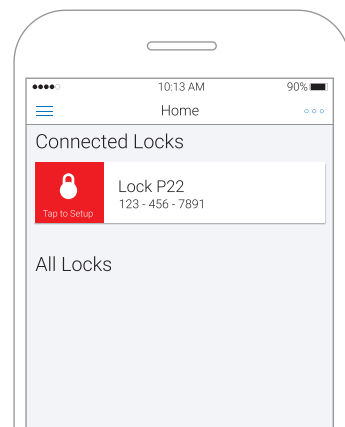 10:13 AM
90%
Home
Connected Locks
Lock P22
123 - 456 - 7891
Tap to Setup
All Locks